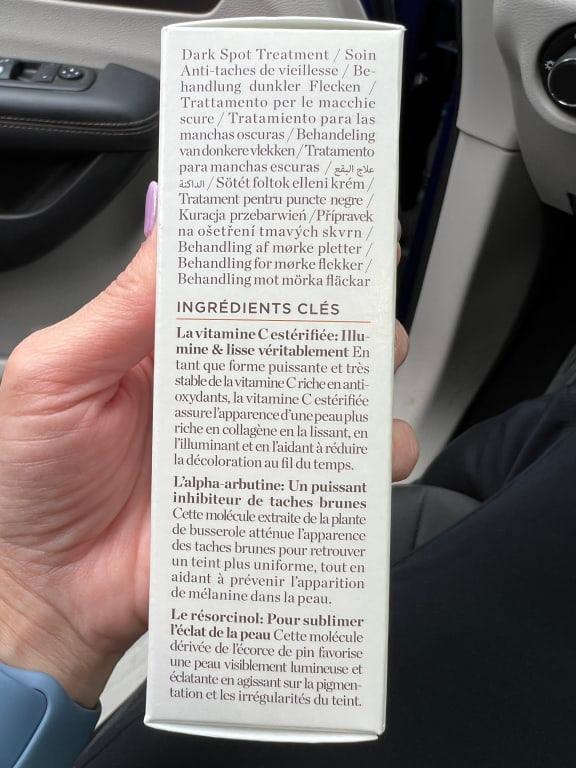 Dark Spot Treatment / Soin
Anti-taches de vieillesse / Be-
handlung dunkler Flecken /
Trattamento per le macchie
scure / Tratamiento para las
manchas oscuras / Behandeling
van donkere vlekken / Tratamento
para manchas escuras / علاج البقع
الداكنة / Sötét foltok elleni krém /
Tratament pentru puncte negre /
Kuracja przebarwień / Přípravek
na ošetření tmavých skvrn /
Behandling af mørke pletter /
Behandling for mørke flekker /
Behandling mot mörka fläckar
INGRÉDIENTS CLÉS
La vitamine C estérifiée: Illu-
mine & lisse véritablement En
tant que forme puissante et très
stable de la vitamine C riche en anti-
oxydants, la vitamine C estérifiée
assure l'apparence d'une peau plus
riche en collagène en la lissant, en
l'illuminant et en l'aidant à réduire
la décoloration au fil du temps.
L'alpha-arbutine: Un puissant
inhibiteur de taches brunes
Cette molécule extraite de la plante
de busserole atténue l'apparence
des taches brunes pour retrouver
un teint plus uniforme, tout en
aidant à prévenir l'apparition
de mélanine dans la peau.
Le résorcinol: Pour sublimer
l'éclat de la peau Cette molécule
dérivée de l'écorce de pin favorise
une peau visiblement lumineuse et
éclatante en agissant sur la pigmen-
tation et les irrégularités du teint.